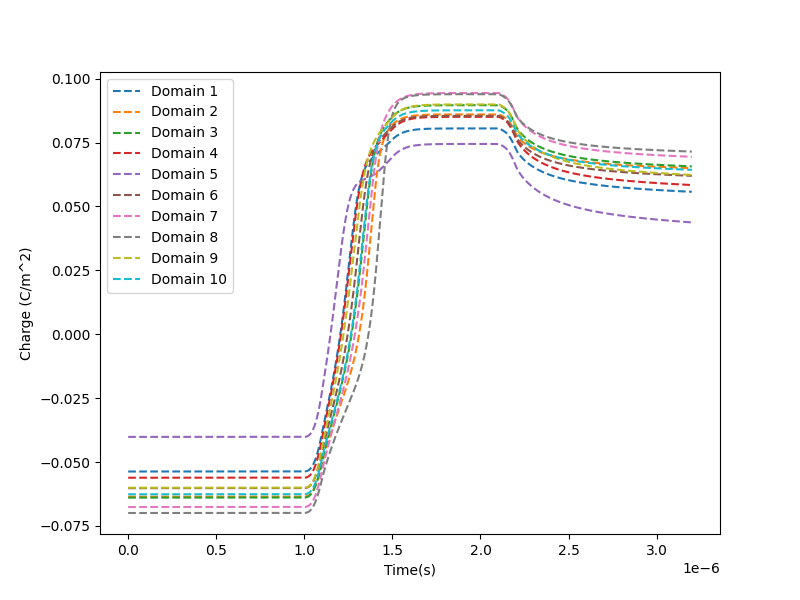 0.100
0.075
0.050
0.025
0.000
−0.025
−0.050
−0.075
Charge (C/m^2)
Domain 1
Domain 2
Domain 3
Domain 4
Domain 5
Domain 6
Domain 7
Domain 8
Domain 9
Domain 10
0.0 0.5 1.0 1.5 2.0 2.5 3.0
1e−6
Time(s)